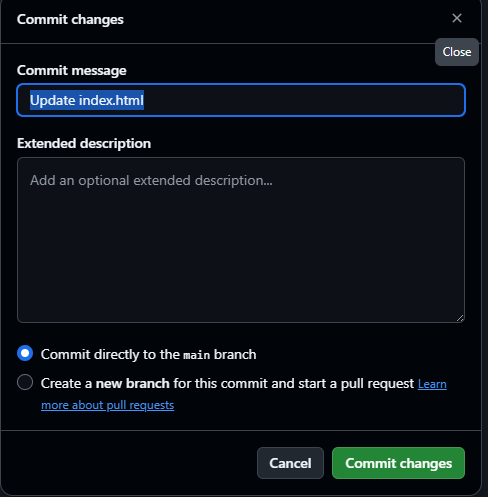 Commit changes
Close
Commit message
Update index.html
Extended description
Add an optional extended description...
Commit directly to the main branch
Create a new branch for this commit and start a pull request Learn
more about pull requests
Cancel
Commit changes